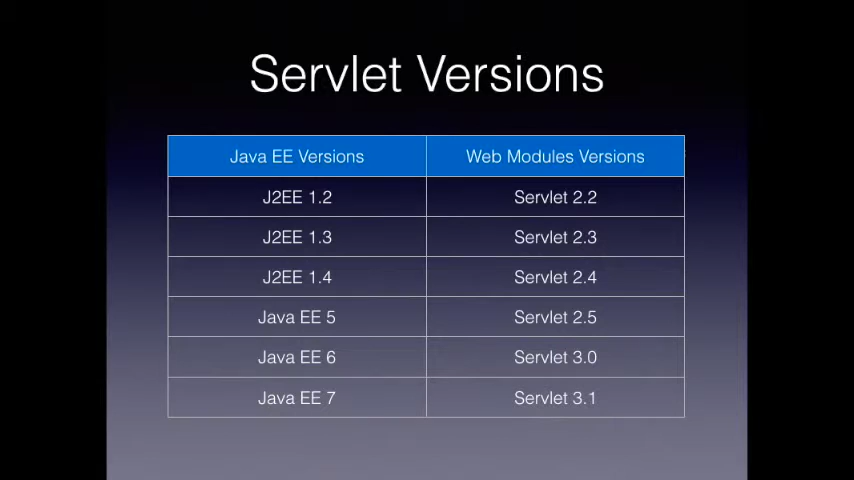 Servlet Versions
Java EE Versions Web Modules Versions
J2EE 1.2 Servlet 2.2
J2EE 1.3 Servlet 2.3
J2EE 1.4 Servlet 2.4
Java EE 5 Servlet 2.5
Java EE 6 Servlet 3.0
Java EE 7 Servlet 3.1